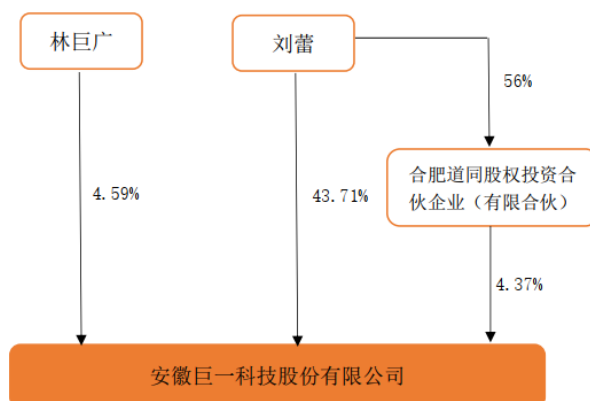 林巨广
刘蕾
56%
合肥道同股权投资合
伙企业（有限合伙）
4.59%
43.71%
4.37%
安徽巨一科技股份有限公司